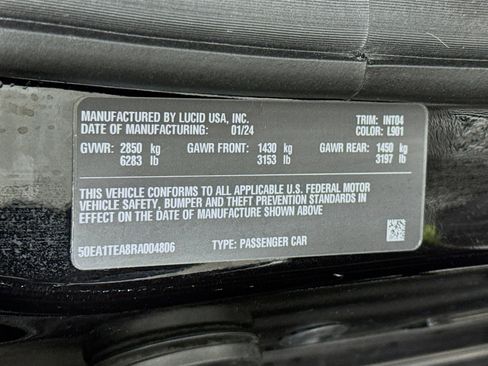 MANUFACTURED BY LUCID USA, INC. TRIM: INT04
DATE OF MANUFACTURING: 01/24 COLOR: L901
GVWR: 2850 kg GAWR FRONT: 1430 kg GAWR REAR: 1450 kg
6283 lb 3153 lb 3197 lb
THIS VEHICLE CONFORMS TO ALL APPLICABLE U.S. FEDERAL MOTOR
VEHICLE SAFETY, BUMPER AND THEFT PREVENTION STANDARDS IN
EFFECT ON THE DATE OF MANUFACTURE SHOWN ABOVE
50EA1TEA8RA004806 TYPE: PASSENGER CAR